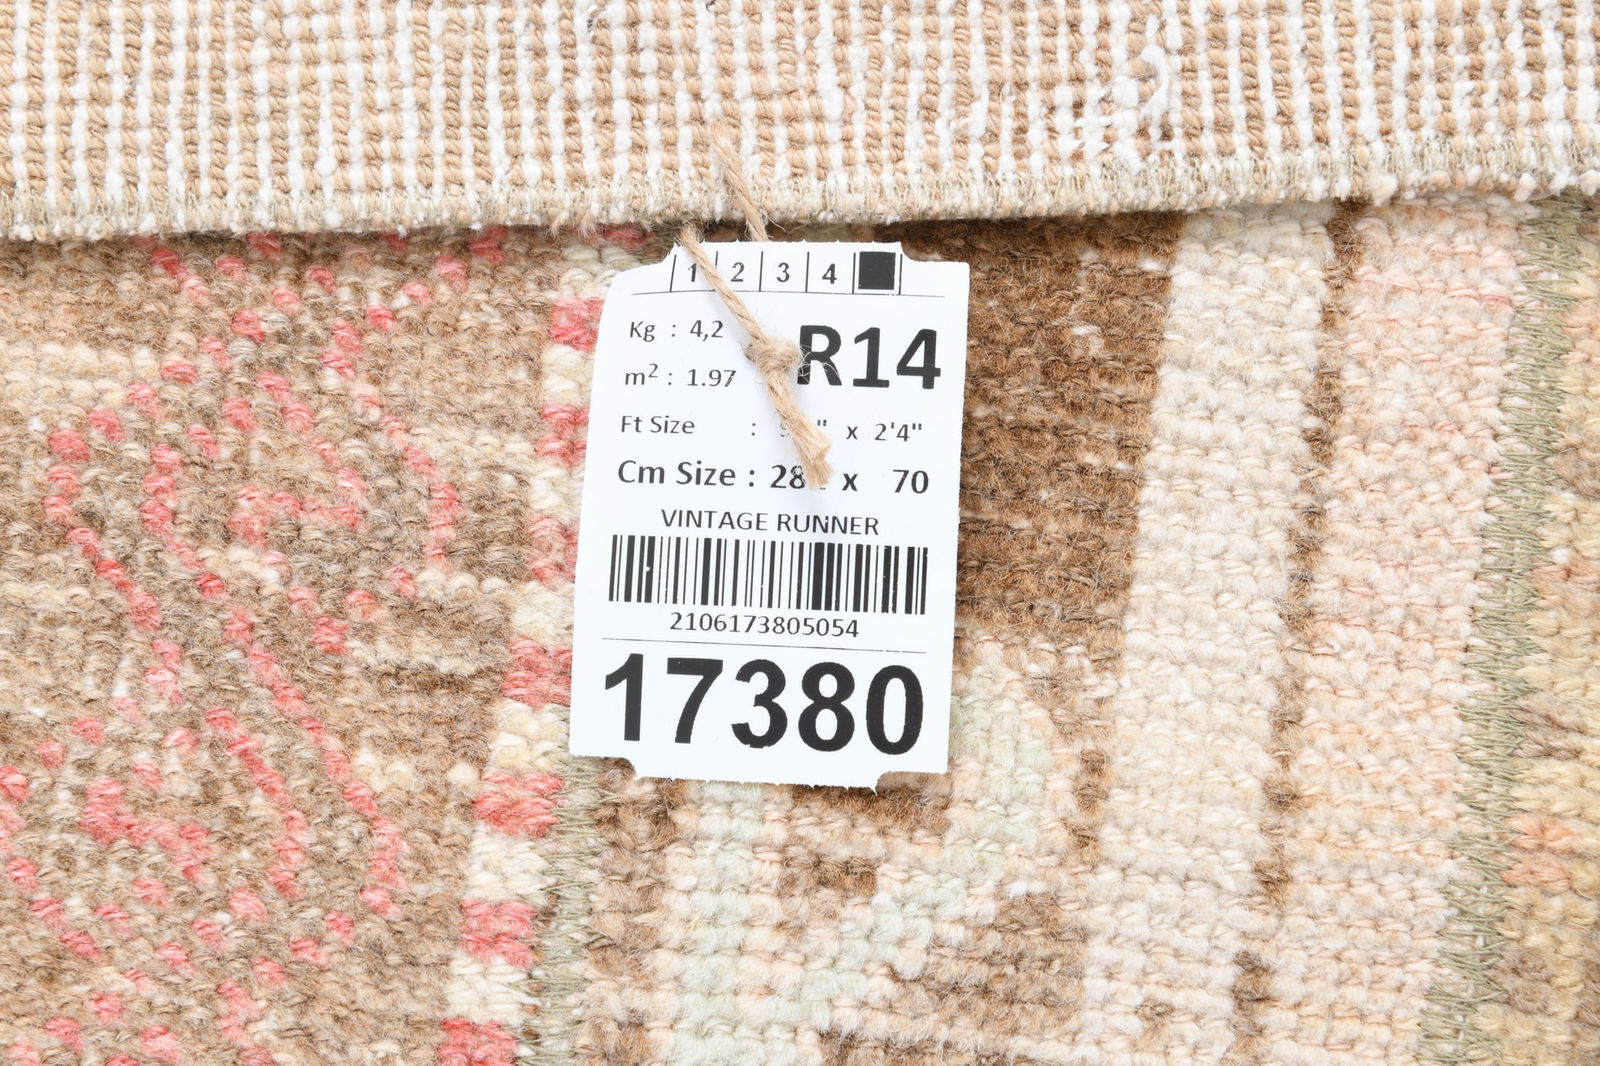 1 2 3 4
Kg : 4,2
R14
m² : 1.97
Ft Size : x 2'4"
Cm Size : x 70
VINTAGE RUNNER
2106173805054
17380